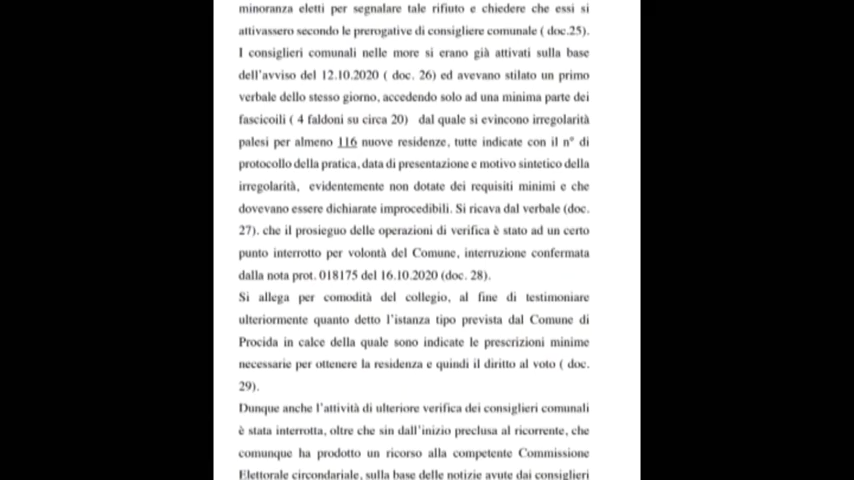 minoranza eletti per segnalare tale rifiuto e chiedere che essi si
attivassero secondo le prerogative di consigliere comunale ( doc.25).
I consiglieri comunali nelle more si erano già attivati sulla base
dell'avviso del 12.10.2020 ( doc. 26) ed avevano stilato un primo
verbale dello stesso giorno, accedendo solo ad una minima parte dei
fascicoili ( 4 faldoni su circa 20) dal quale si evincono irregolarità
palesi per almeno 116 nuove residenze, tutte indicate con il n° di
protocollo della pratica, data di presentazione e motivo sintetico della
irregolarità, evidentemente non dotate dei requisiti minimi e che
dovevano essere dichiarate improcedibili. Si ricava dal verbale (doc.
27). che il prosieguo delle operazioni di verifica è stato ad un certo
punto interrotto per volontà del Comune, interruzione confermata
dalla nota prot. 018175 del 16.10.2020 (doc. 28).
Si allega per comodità del collegio, al fine di testimoniare
ulteriormente quanto detto l'istanza tipo prevista dal Comune di
Procida in calce della quale sono indicate le prescrizioni minime
necessarie per ottenere la residenza e quindi il diritto al voto ( doc.
29).
Dunque anche l'attività di ulteriore verifica dei consiglieri comunali
è stata interrotta, oltre che sin dall'inizio preclusa al ricorrente, che
comunque ha prodotto un ricorso alla competente Commissione
Elettorale circondariale, sulla base delle notizie avute dai consiglieri